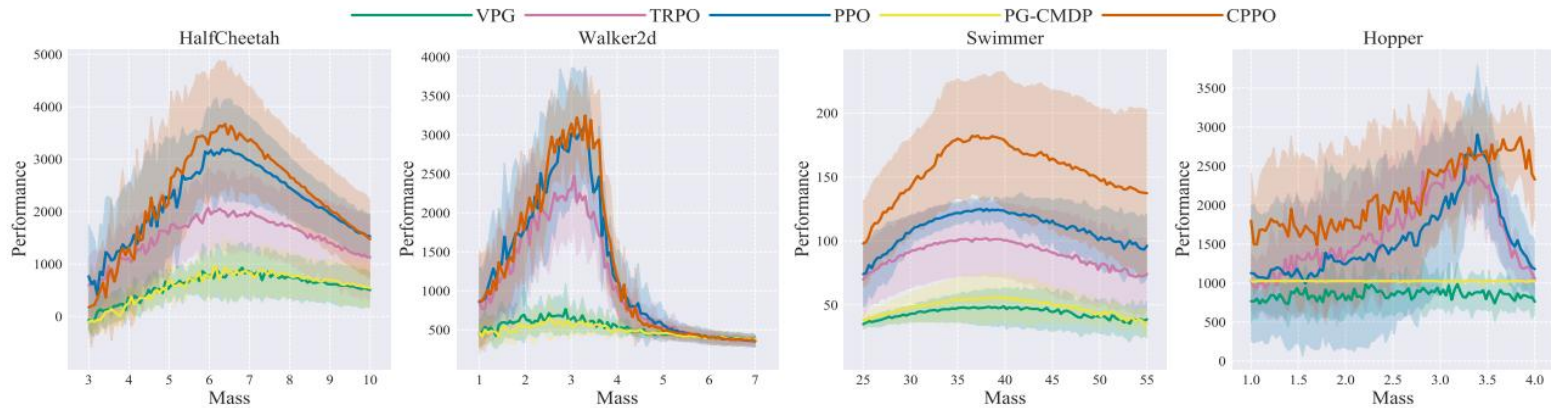 VPG TRPO PPO PG-CMDP CPPO
HalfCheetah Walker2d Swimmer Hopper
Performance
5000
4000
3000
2000
1000
0
3 4 5 6 7 8 9 10
Mass
Performance
4000
3500
3000
2500
2000
1500
1000
500
1 2 3 4 5 6 7
Mass
Performance
200
150
100
50
25 30 35 40 45 50 55
Mass
Performance
3500
3000
2500
2000
1500
1000
500
0
1.0 1.5 2.0 2.5 3.0 3.5 4.0
Mass